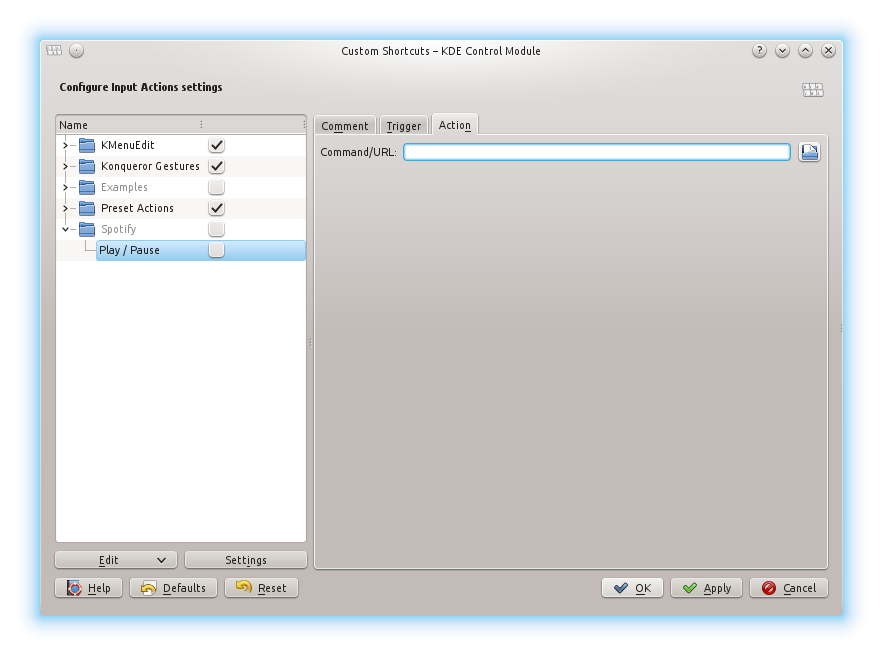 Custom Shortcuts – KDE Control Module
Configure Input Actions settings
Name
Comment Trigger Action
KMenuEdit
Command/URL:
Konqueror Gestures
Examples
Preset Actions
Spotify
Play / Pause
Edit Settings
Help Defaults Reset OK Apply Cancel